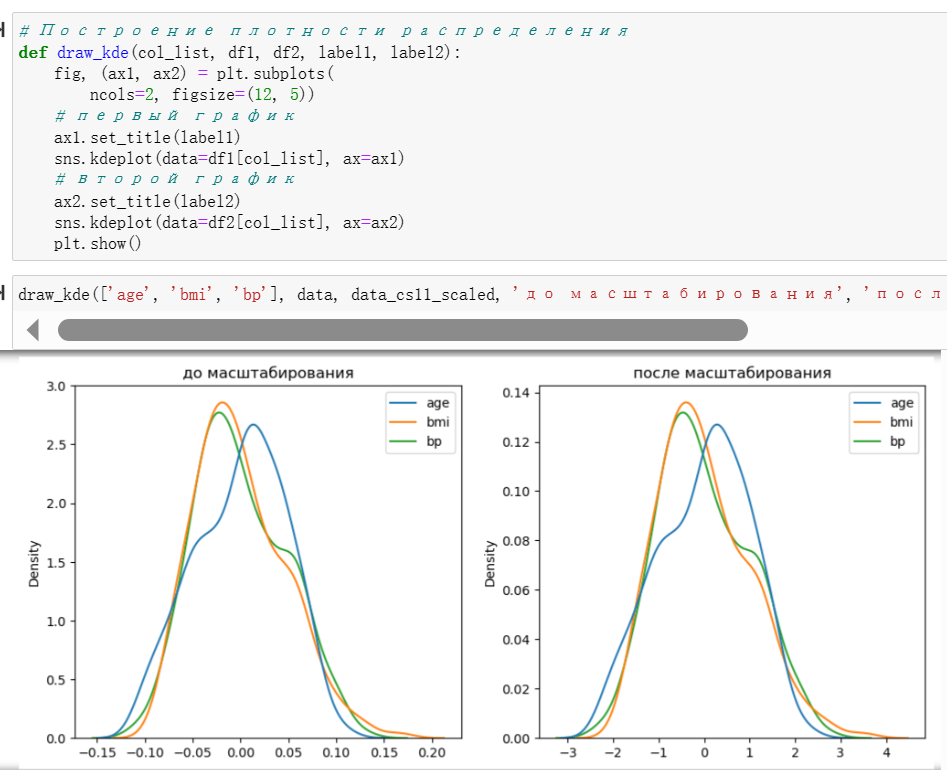 # Построение плотности распределения
def draw_kde(col_list, df1, df2, label1, label2):
    fig, (ax1, ax2) = plt.subplots(
        ncols=2, figsize=(12, 5))
    # первый график
    ax1.set_title(label1)
    sns.kdeplot(data=df1[col_list], ax=ax1)
    # второй график
    ax2.set_title(label2)
    sns.kdeplot(data=df2[col_list], ax=ax2)
    plt.show()
draw_kde(['age', 'bmi', 'bp'], data, data_cs11_scaled, 'до масштабирования', 'посл
до масштабирования
3.0
2.5
2.0
1.5
1.0
0.5
0.0
Density
age
bmi
bp
−0.15 −0.10 −0.05 0.00 0.05 0.10 0.15 0.20
после масштабирования
0.14
0.12
0.10
0.08
0.06
0.04
0.02
0.00
Density
age
bmi
bp
−3 −2 −1 0 1 2 3 4